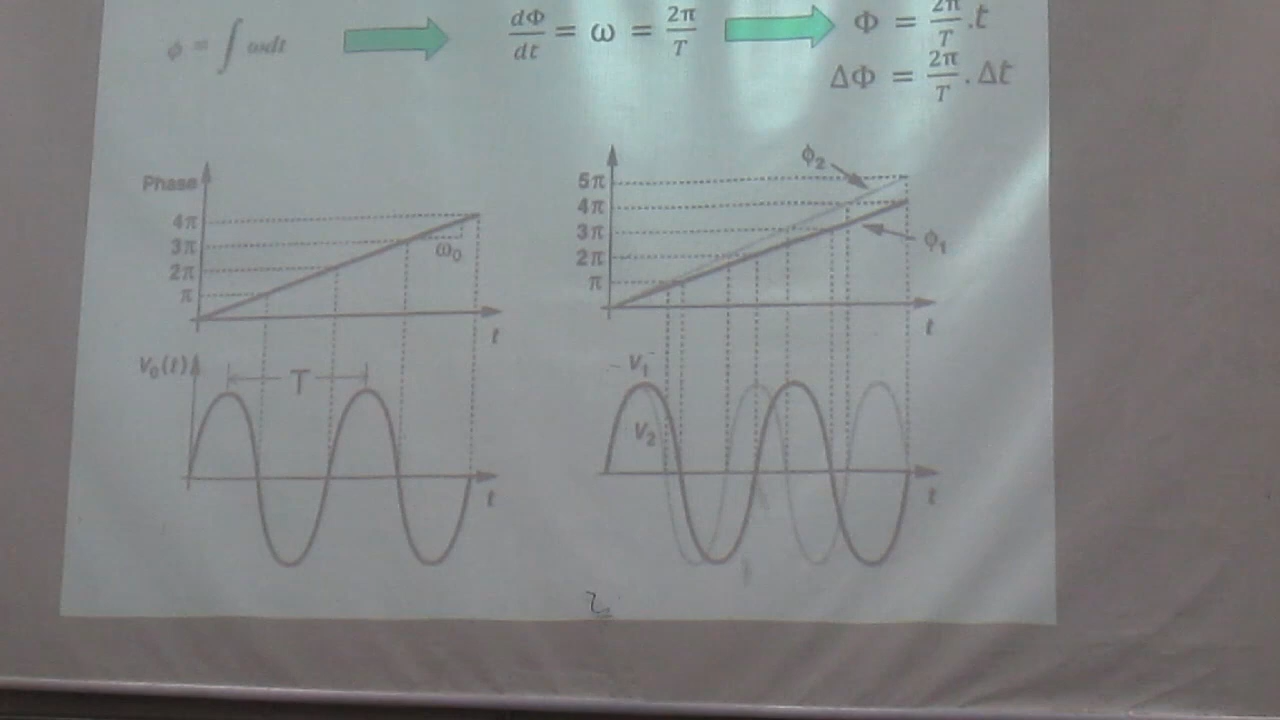 ϕ = ∫ ωdt
dΦ/dt = ω = 2π/T
Φ = 2π/T .t
ΔΦ = 2π/T . Δt
Phase
4π
3π
2π
π
ω₀
t
V₀(t)
T
t
5π
4π
3π
2π
π
ϕ₂
ϕ₁
t
V₁
V₂
t